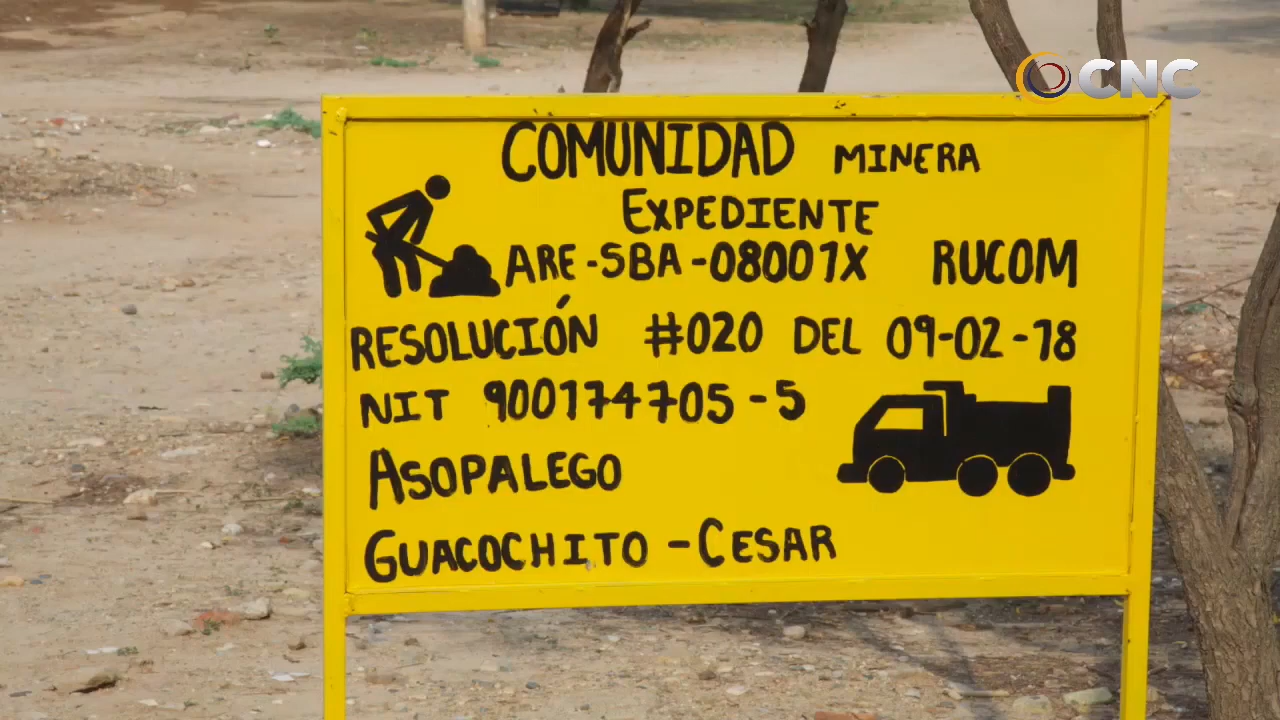 CNC
COMUNIDAD MINERA
EXPEDIENTE
ARE-SBA-08001X RUCOM
RESOLUCIÓN #020 DEL 09-02-18
NIT 900174705-5
ASOPALEGO
GUACOCHITO - CESAR